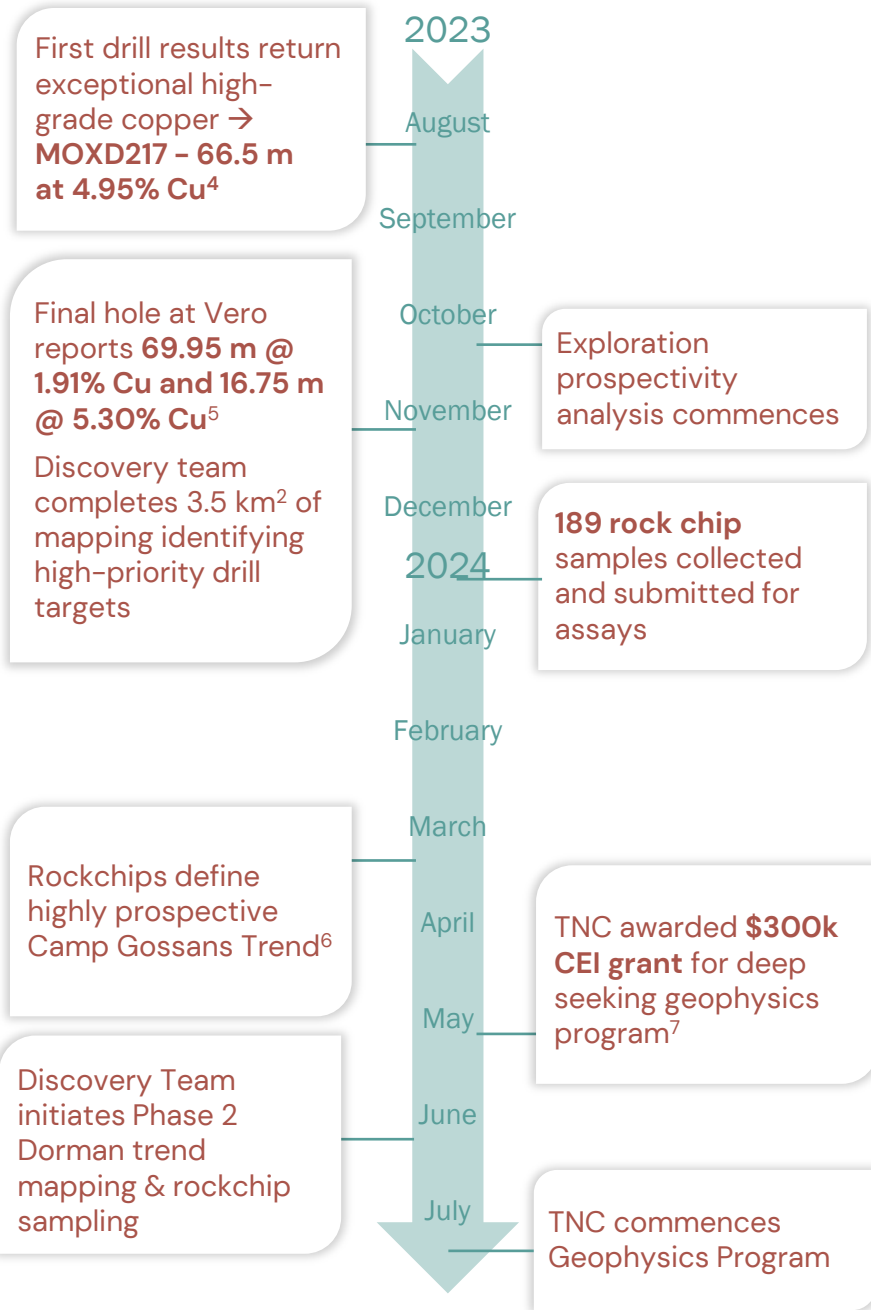 2023
First drill results return
exceptional high-
grade copper →
MOXD217 – 66.5 m
at 4.95% Cu⁴
August
September
October
Exploration
prospectivity
analysis commences
Final hole at Vero
reports 69.95 m @
1.91% Cu and 16.75 m
@ 5.30% Cu⁵
Discovery team
completes 3.5 km² of
mapping identifying
high-priority drill
targets
November
December
2024
189 rock chip
samples collected
and submitted for
assays
January
February
March
Rockchips define
highly prospective
Camp Gossans Trend⁶
April
May
TNC awarded $300k
CEI grant for deep
seeking geophysics
program⁷
June
Discovery Team
initiates Phase 2
Dorman trend
mapping & rockchip
sampling
July
TNC commences
Geophysics Program